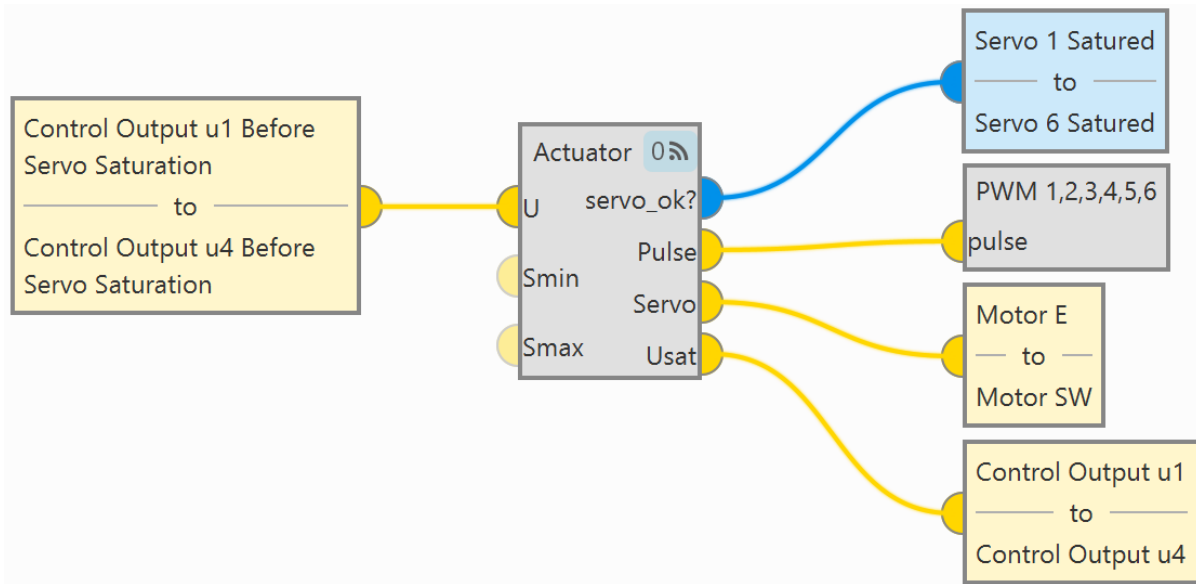 Control Output u1 Before
Servo Saturation
to
Control Output u4 Before
Servo Saturation
Actuator 0
U
Smin
Smax
servo_ok?
Pulse
Servo
Usat
Servo 1 Satured
to
Servo 6 Satured
PWM 1,2,3,4,5,6
pulse
Motor E
to
Motor SW
Control Output u1
to
Control Output u4